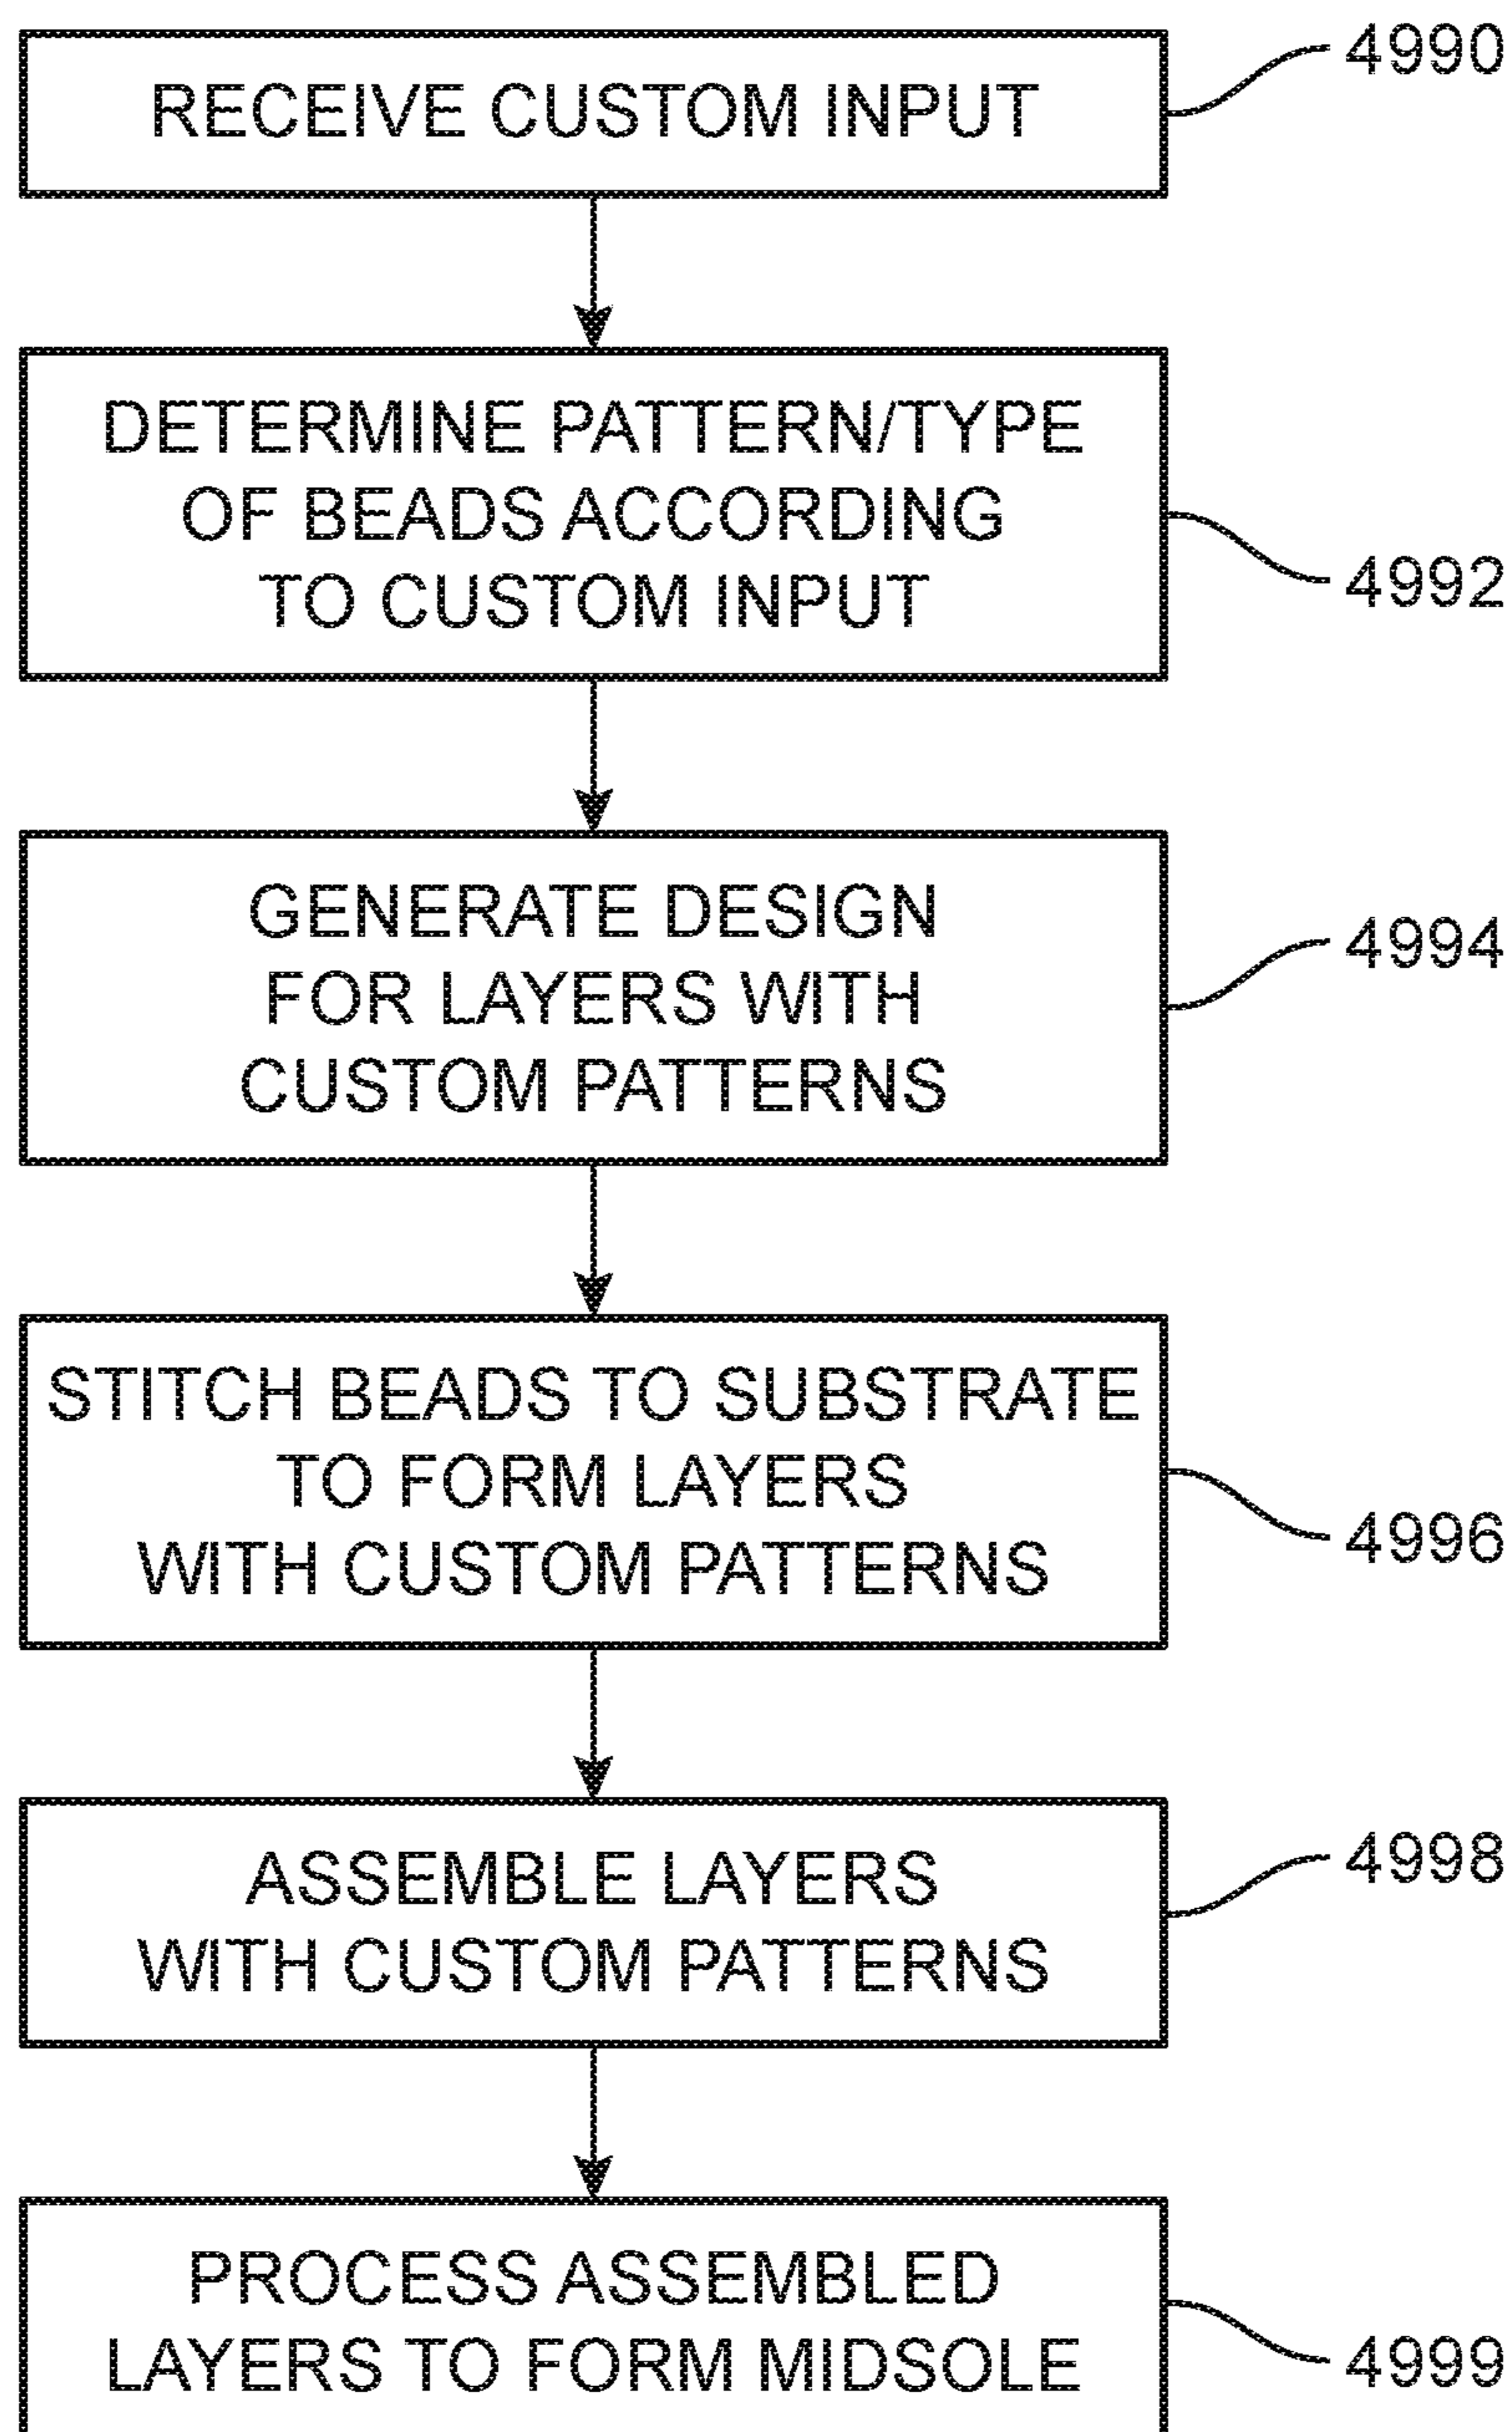 RECEIVE CUSTOM INPUT
4990
DETERMINE PATTERN/TYPE
OF BEADS ACCORDING
TO CUSTOM INPUT
4992
GENERATE DESIGN
FOR LAYERS WITH
CUSTOM PATTERNS
4994
STITCH BEADS TO SUBSTRATE
TO FORM LAYERS
WITH CUSTOM PATTERNS
4996
ASSEMBLE LAYERS
WITH CUSTOM PATTERNS
4998
PROCESS ASSEMBLED
LAYERS TO FORM MIDSOLE
4999